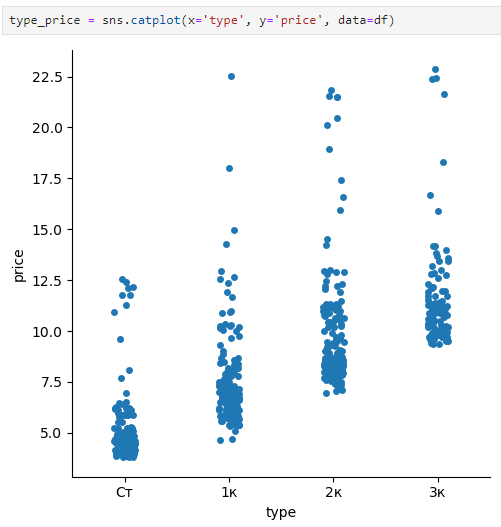 type_price = sns.catplot(x='type', y='price', data=df)
22.5
20.0
17.5
15.0
12.5
10.0
7.5
5.0
price
Ст 1к 2к 3к
type